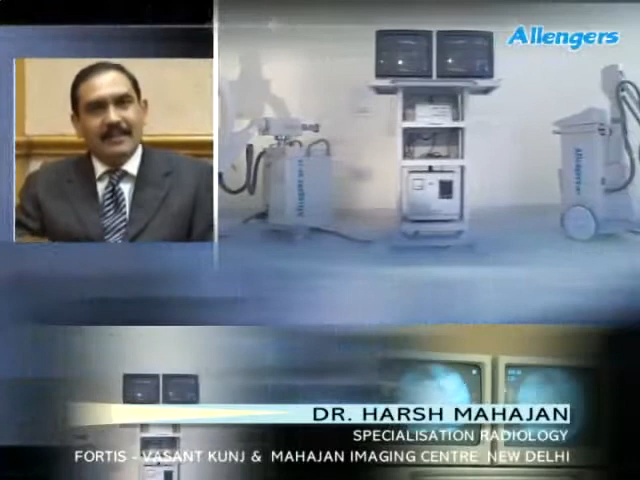 Allengers
DR. HARSH MAHAJAN
SPECIALISATION RADIOLOGY
FORTIS - VASANT KUNJ & MAHAJAN IMAGING CENTRE NEW DELHI